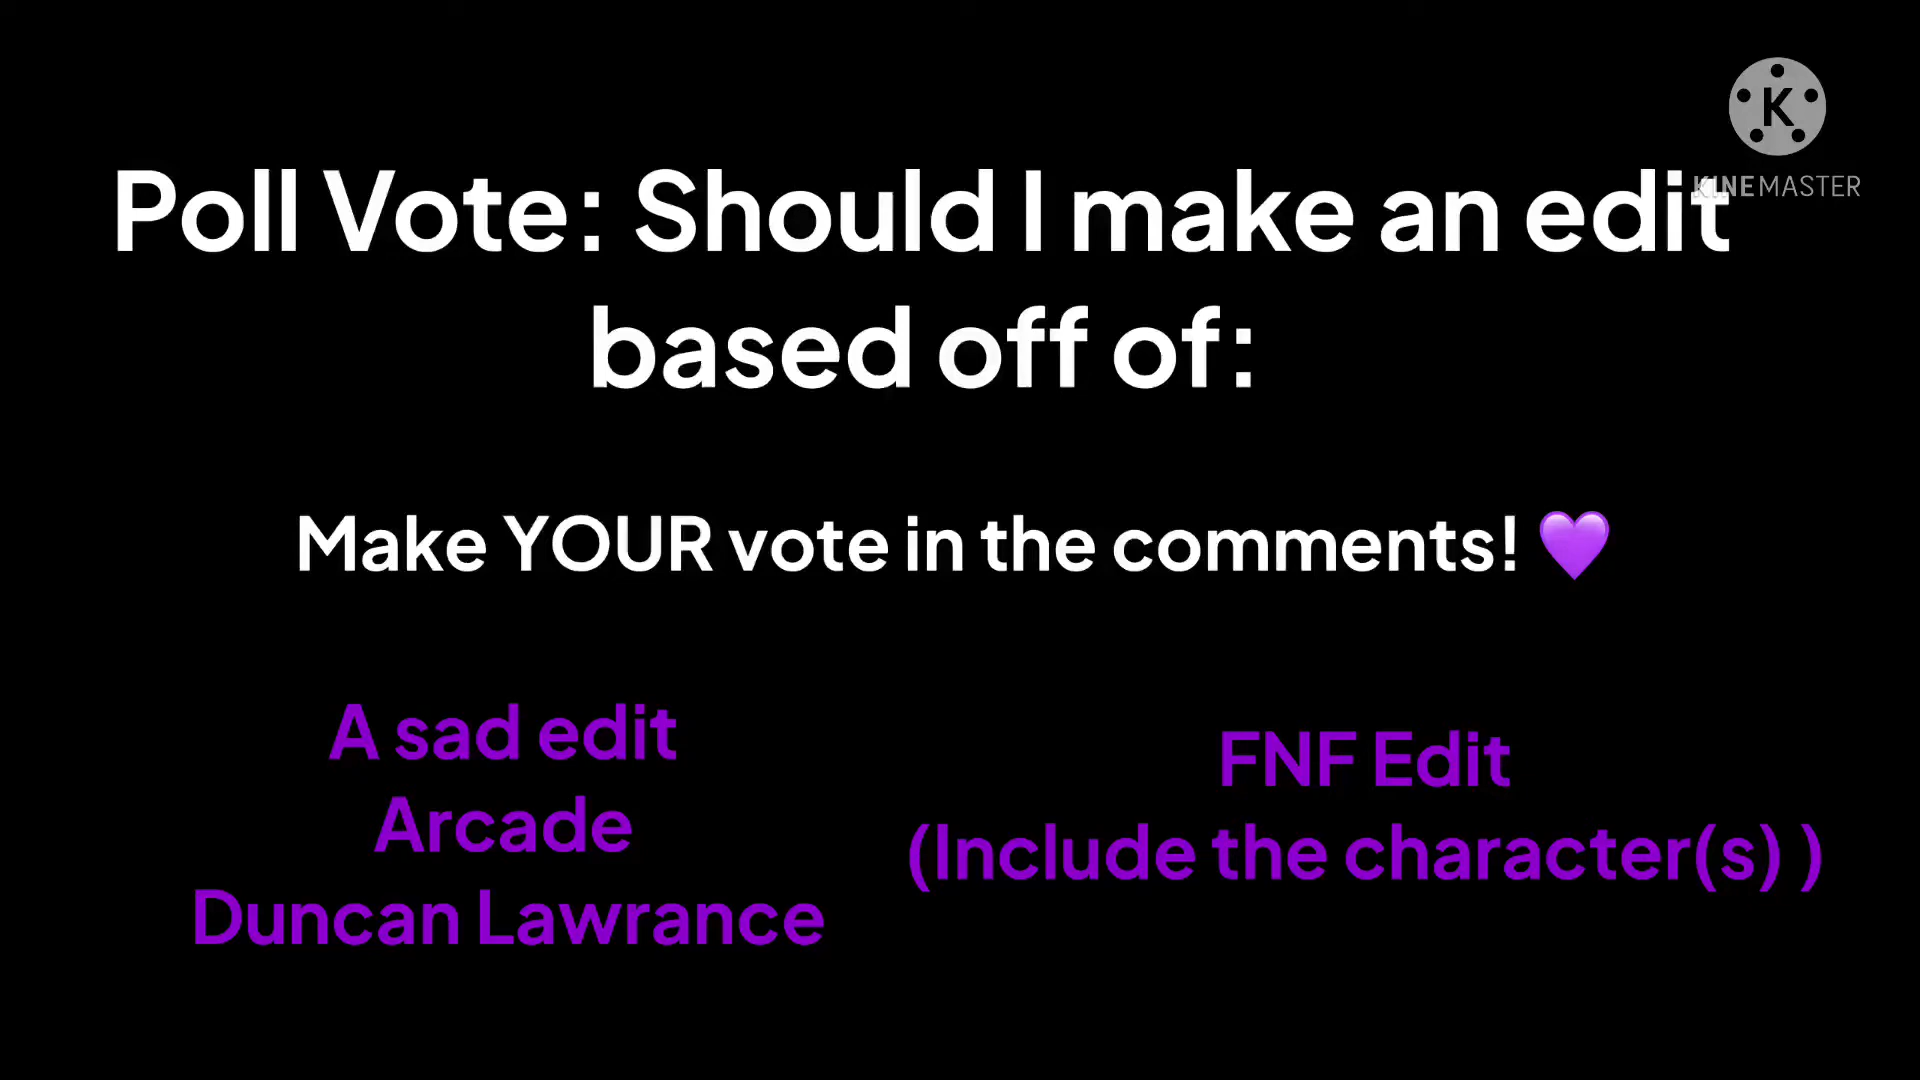 K
KINEMASTER
Poll Vote: Should I make an edit
based off of:
Make YOUR vote in the comments! 💜
A sad edit
Arcade
Duncan Lawrance
FNF Edit
(Include the character(s) )